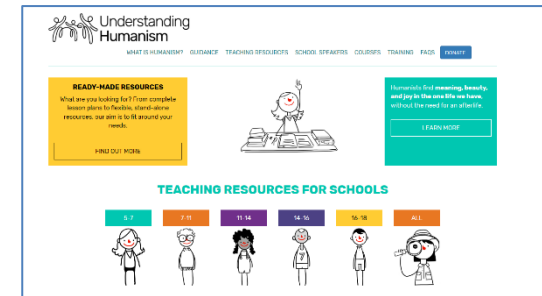 Understanding
Humanism
WHAT IS HUMANISM? GUIDANCE TEACHING RESOURCES SCHOOL SPEAKERS COURSES TRAINING FAQS DONATE
READY-MADE RESOURCES
What are you looking for? From complete
lesson plans to flexible, stand-alone
resources, our aim is to fit around your
needs.
FIND OUT MORE
Humanists find meaning, beauty,
and joy in the one life we have,
without the need for an afterlife.
LEARN MORE
TEACHING RESOURCES FOR SCHOOLS
5-7 7-11 11-14 14-16 16-18 ALL